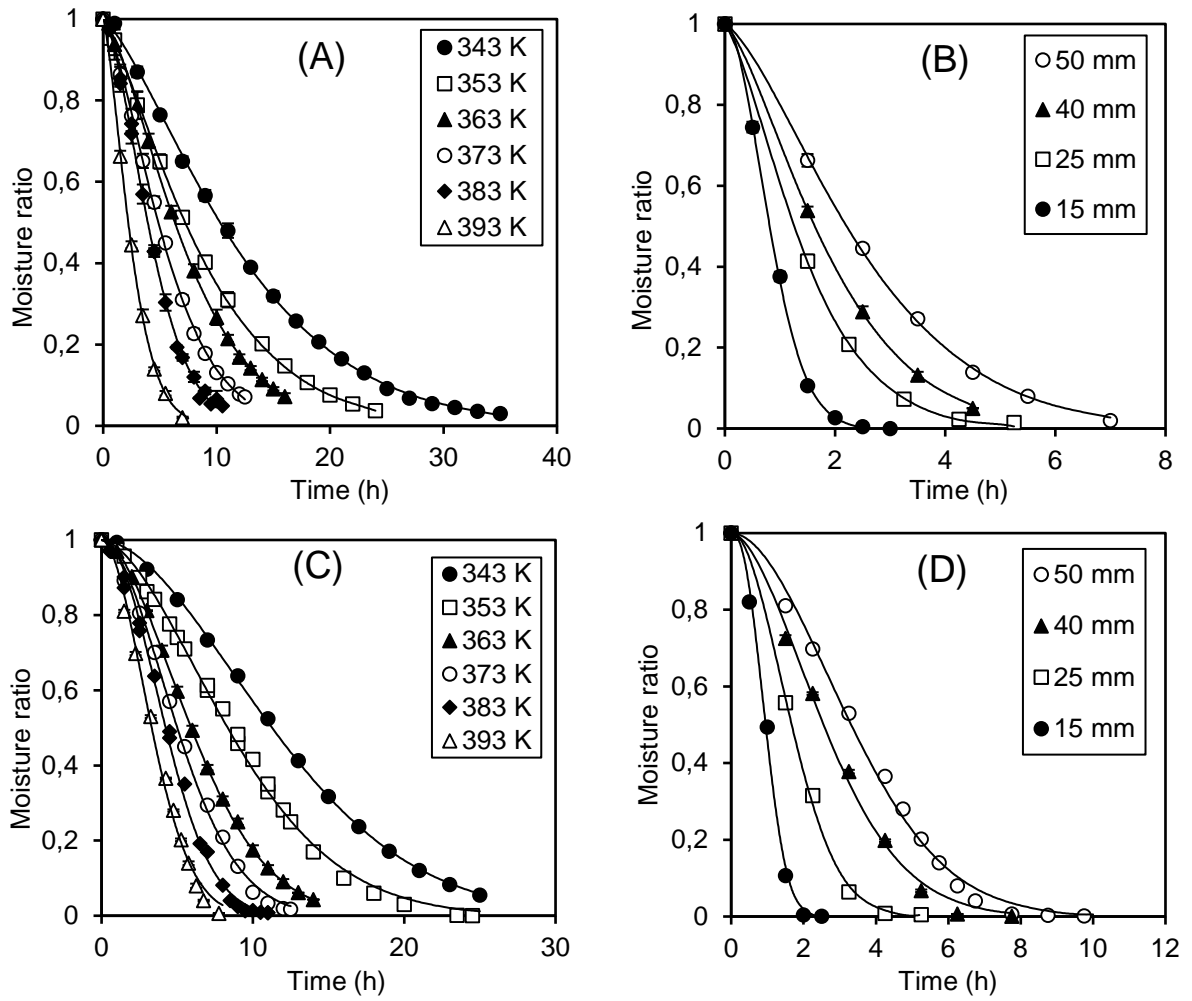 (A)
343 K
353 K
363 K
373 K
383 K
393 K
Moisture ratio
1
0,8
0,6
0,4
0,2
0
0 10 20 30 40
Time (h)
(B)
50 mm
40 mm
25 mm
15 mm
Moisture ratio
1
0,8
0,6
0,4
0,2
0
0 2 4 6 8
Time (h)
(C)
343 K
353 K
363 K
373 K
383 K
393 K
Moisture ratio
1
0,8
0,6
0,4
0,2
0
0 10 20 30
Time (h)
(D)
50 mm
40 mm
25 mm
15 mm
Moisture ratio
1
0,8
0,6
0,4
0,2
0
0 2 4 6 8 10 12
Time (h)